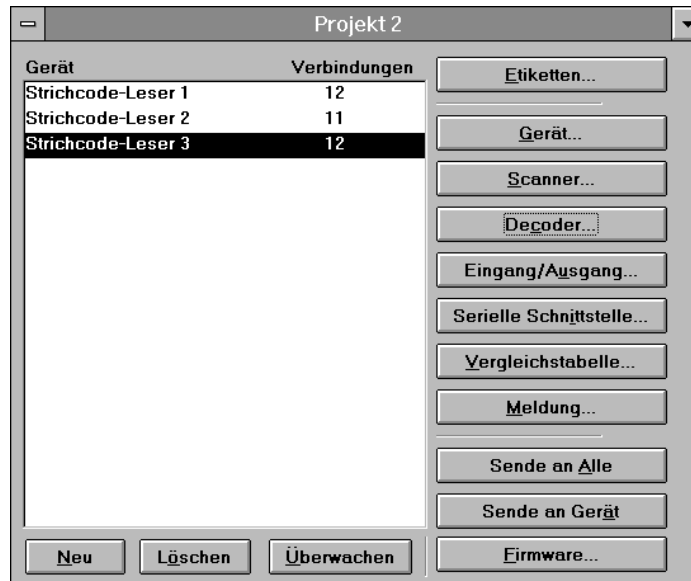 Projekt 2
Gerät Verbindungen
Strichcode-Leser 1 12
Strichcode-Leser 2 11
Strichcode-Leser 3 12
Etiketten...
Gerät...
Scanner...
Decoder...
Eingang/Ausgang...
Serielle Schnittstelle...
Vergleichstabelle...
Meldung...
Sende an Alle
Sende an Gerät
Neu Löschen Überwachen Firmware...